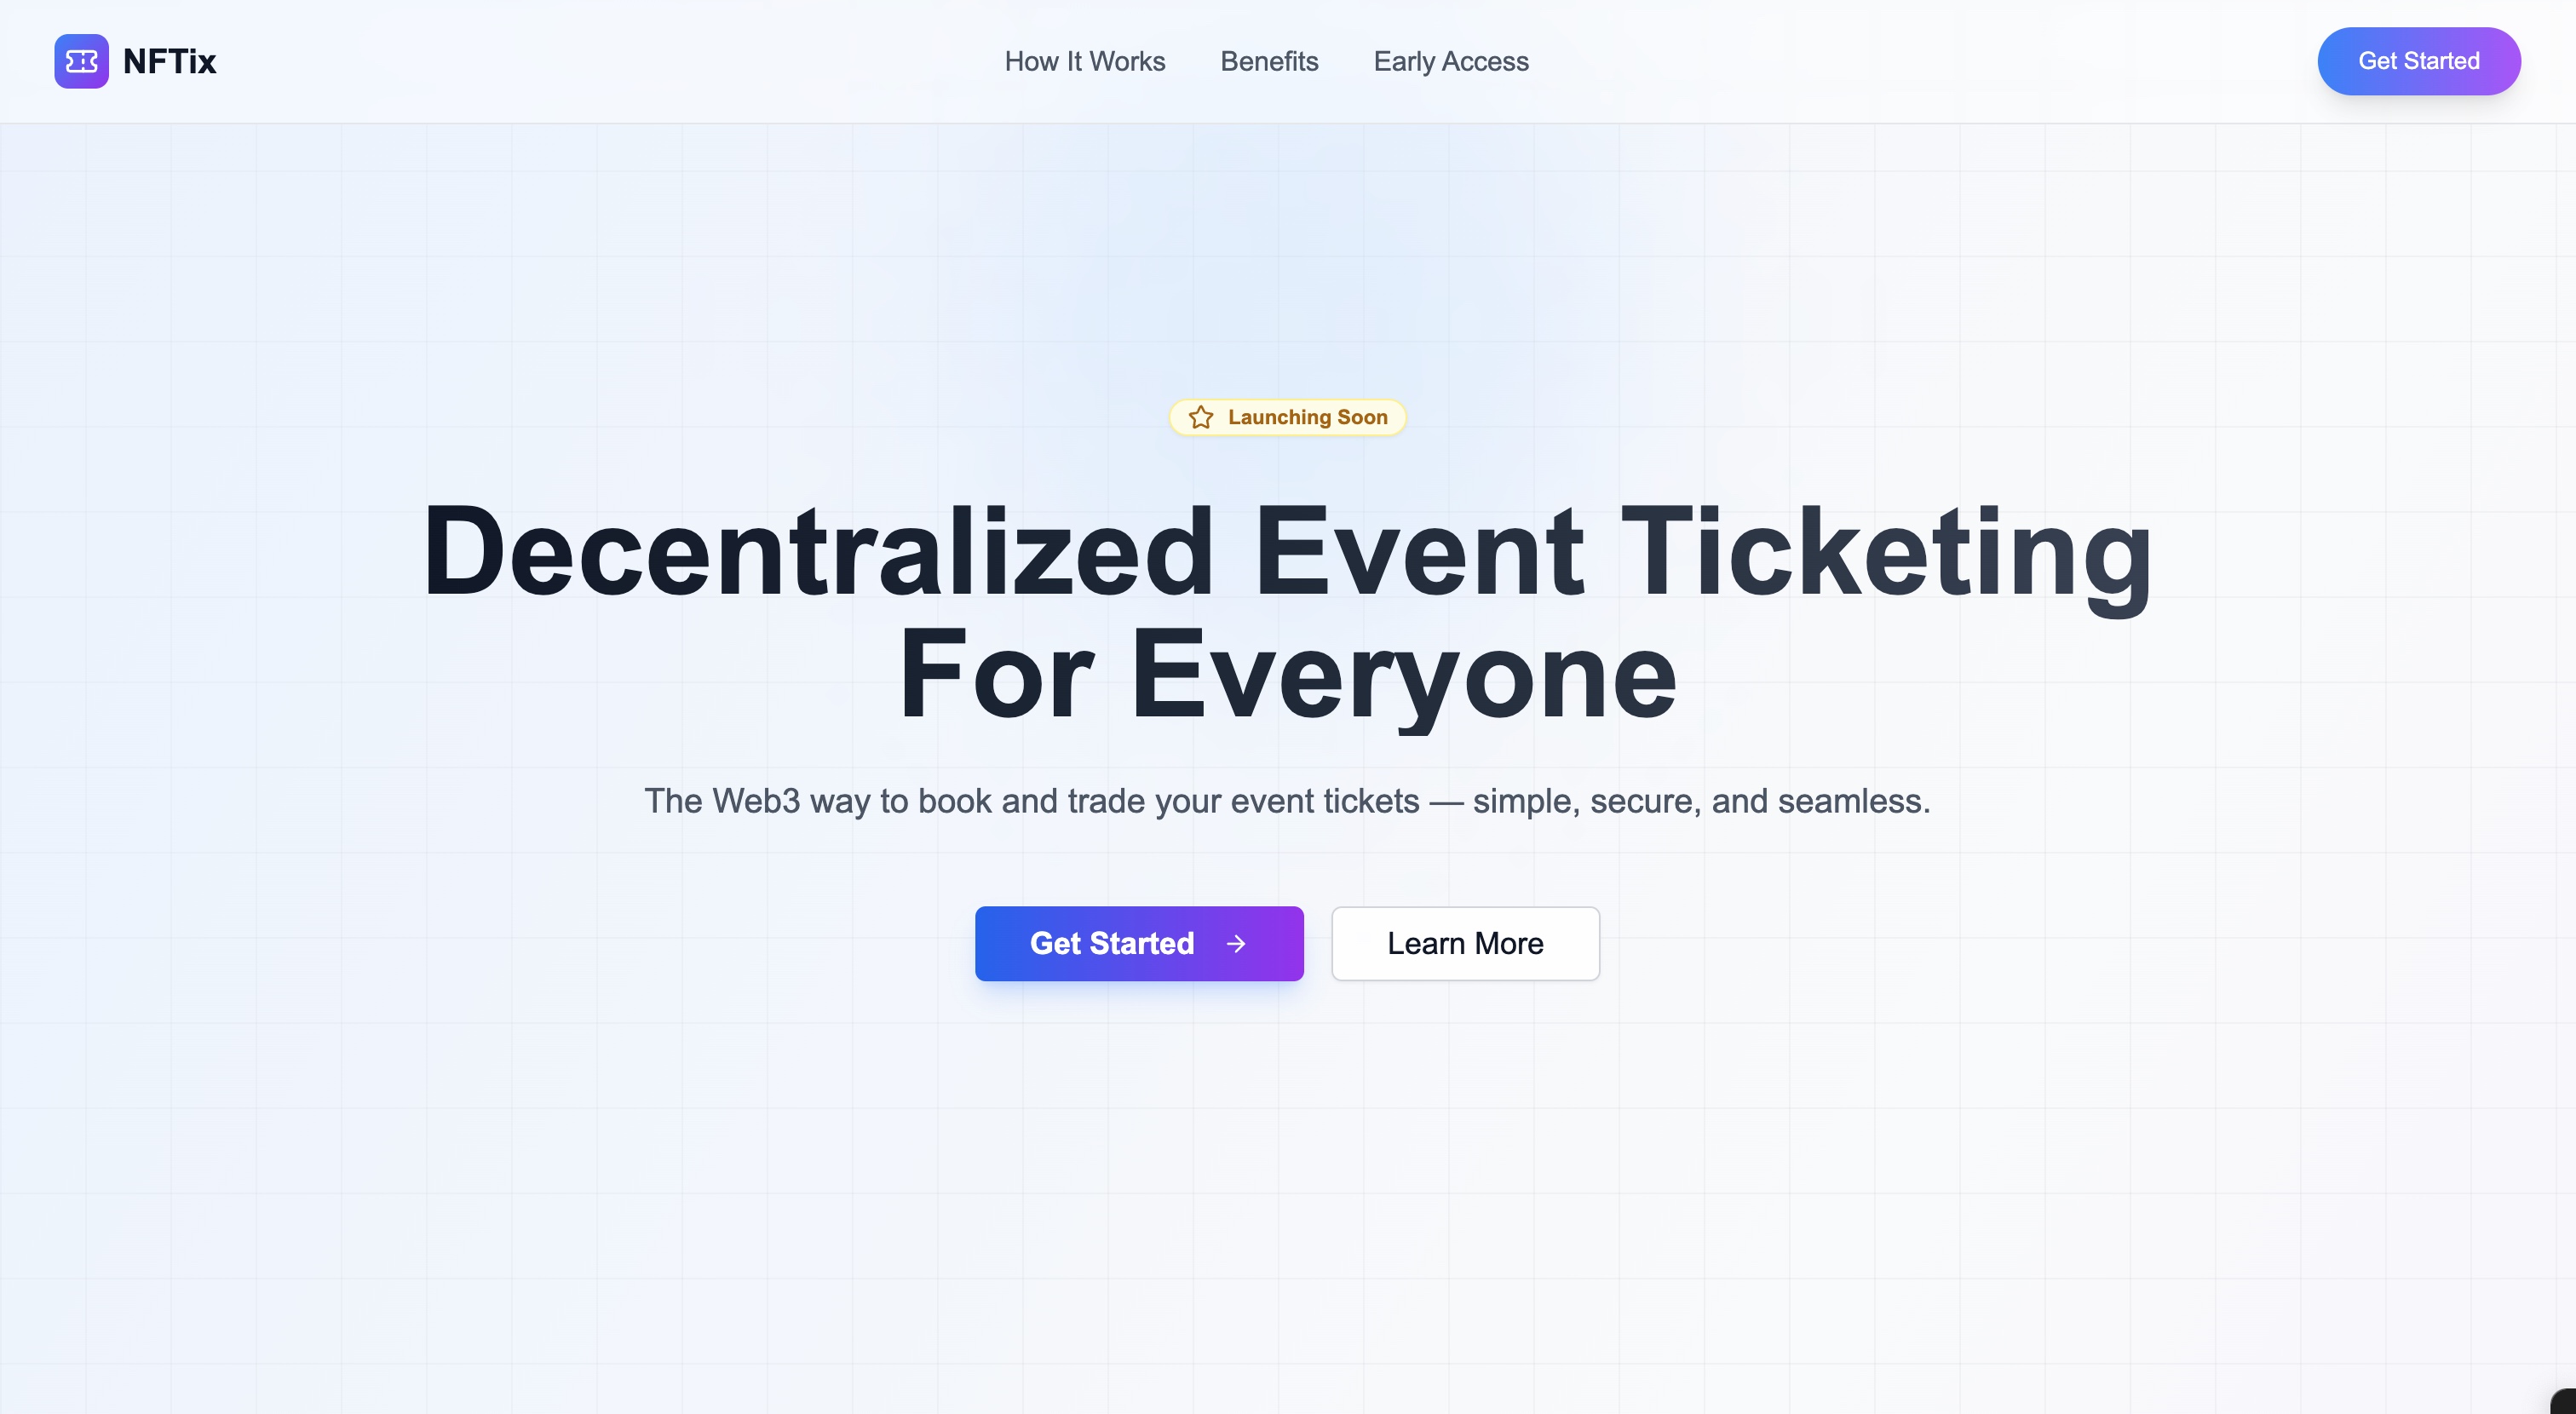 NFTix
How It Works
Benefits
Early Access
Get Started
Launching Soon
Decentralized Event Ticketing
For Everyone
The Web3 way to book and trade your event tickets — simple, secure, and seamless.
Get Started
Learn More